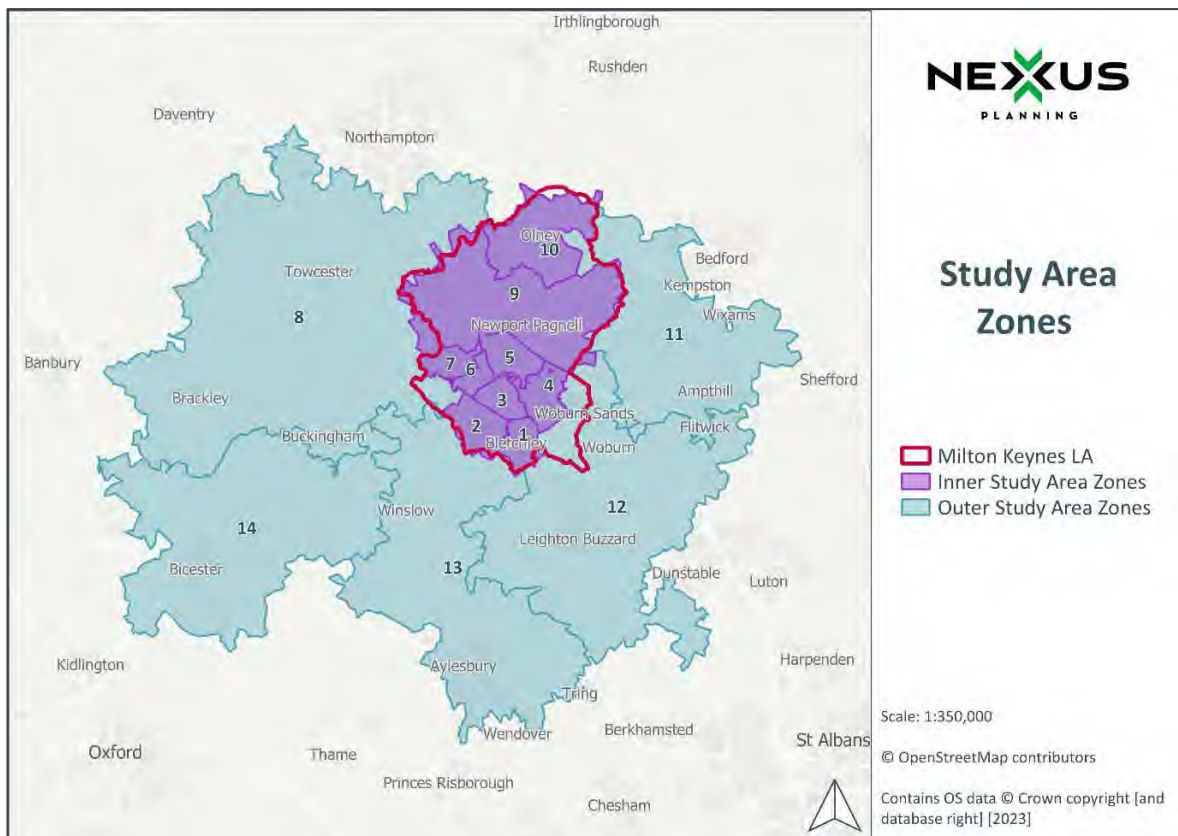 Irthlingborough
Rushden
Daventry
Northampton
Olney
10
Bedford
Towcester
Kempston
9
Wixams
8
Newport Pagnell
11
5
Banbury
7
6
4
Shefford
Brackley
3
Ampthill
Woburn Sands
2
1
Flitwick
Buckingham
Bletchley
Woburn
Winslow
12
14
Leighton Buzzard
Bicester
13
Dunstable
Luton
Kidlington
Aylesbury
Harpenden
Tring
Wendover
Berkhamsted
Oxford
Thame
St Albans
Princes Risborough
Chesham
NEXUS
PLANNING
Study Area
Zones
Milton Keynes LA
Inner Study Area Zones
Outer Study Area Zones
Scale: 1:350,000
© OpenStreetMap contributors
Contains OS data © Crown copyright [and
database right] [2023]